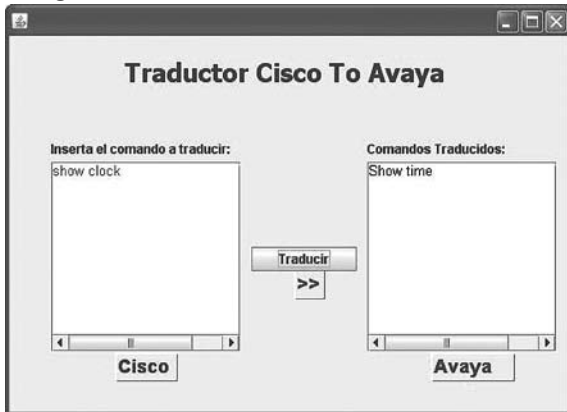 Traductor Cisco To Avaya
Inserta el comando a traducir:
Comandos Traducidos:
show clock
Show time
Traducir
>>
Cisco
Avaya